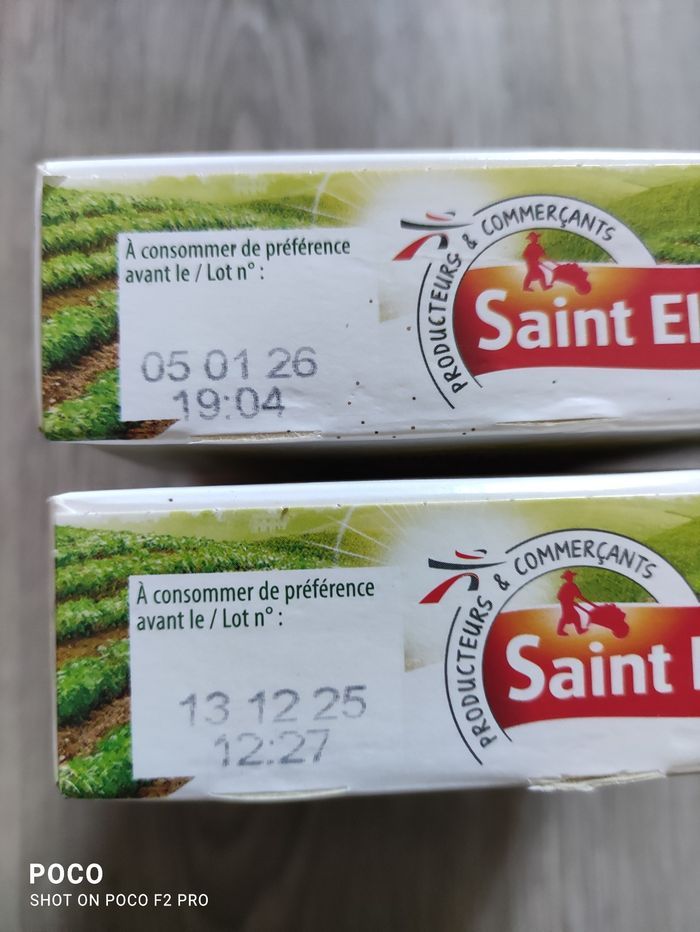 À consommer de préférence
avant le / Lot n° :
05 01 26
19:04
PRODUCTEURS & COMMERÇANTS
Saint
À consommer de préférence
avant le / Lot n° :
13 12 25
12:27
PRODUCTEURS & COMMERÇANTS
Saint
POCO
SHOT ON POCO F2 PRO